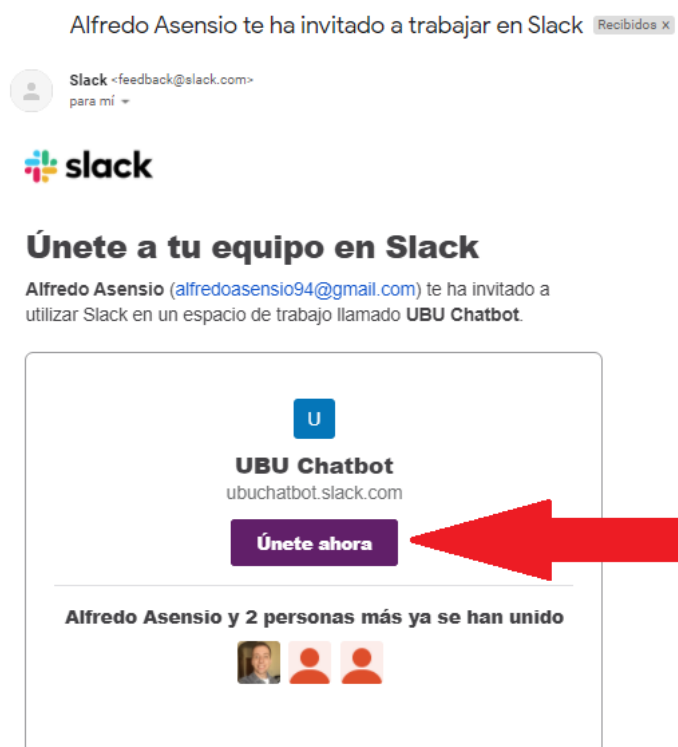 Alfredo Asensio te ha invitado a trabajar en Slack Recibidos x
Slack <feedback@slack.com>
para mí
slack
Únete a tu equipo en Slack
Alfredo Asensio (alfredoasensio94@gmail.com) te ha invitado a
utilizar Slack en un espacio de trabajo llamado UBU Chatbot.
U
UBU Chatbot
ubuchatbot.slack.com
Únete ahora
Alfredo Asensio y 2 personas más ya se han unido